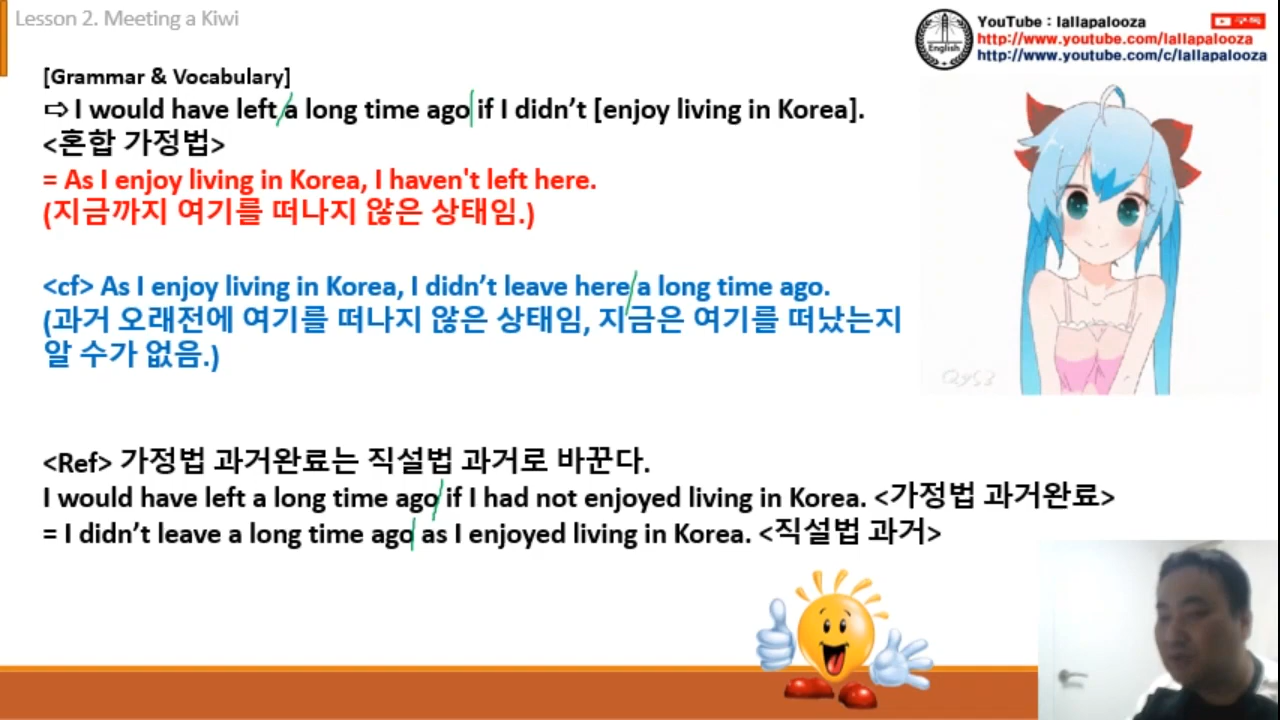 Lesson 2. Meeting a Kiwi
YouTube : lallapalooza
구독
http://www.youtube.com/lallapalooza
http://www.youtube.com/c/lallapalooza
English
[Grammar & Vocabulary]
⇨ I would have left a long time ago if I didn’t [enjoy living in Korea].
<혼합 가정법>
= As I enjoy living in Korea, I haven't left here.
(지금까지 여기를 떠나지 않은 상태임.)
<cf> As I enjoy living in Korea, I didn’t leave here a long time ago.
(과거 오래전에 여기를 떠나지 않은 상태임, 지금은 여기를 떠났는지
알 수가 없음.)
<Ref> 가정법 과거완료는 직설법 과거로 바꾼다.
I would have left a long time ago if I had not enjoyed living in Korea. <가정법 과거완료>
= I didn’t leave a long time ago as I enjoyed living in Korea. <직설법 과거>